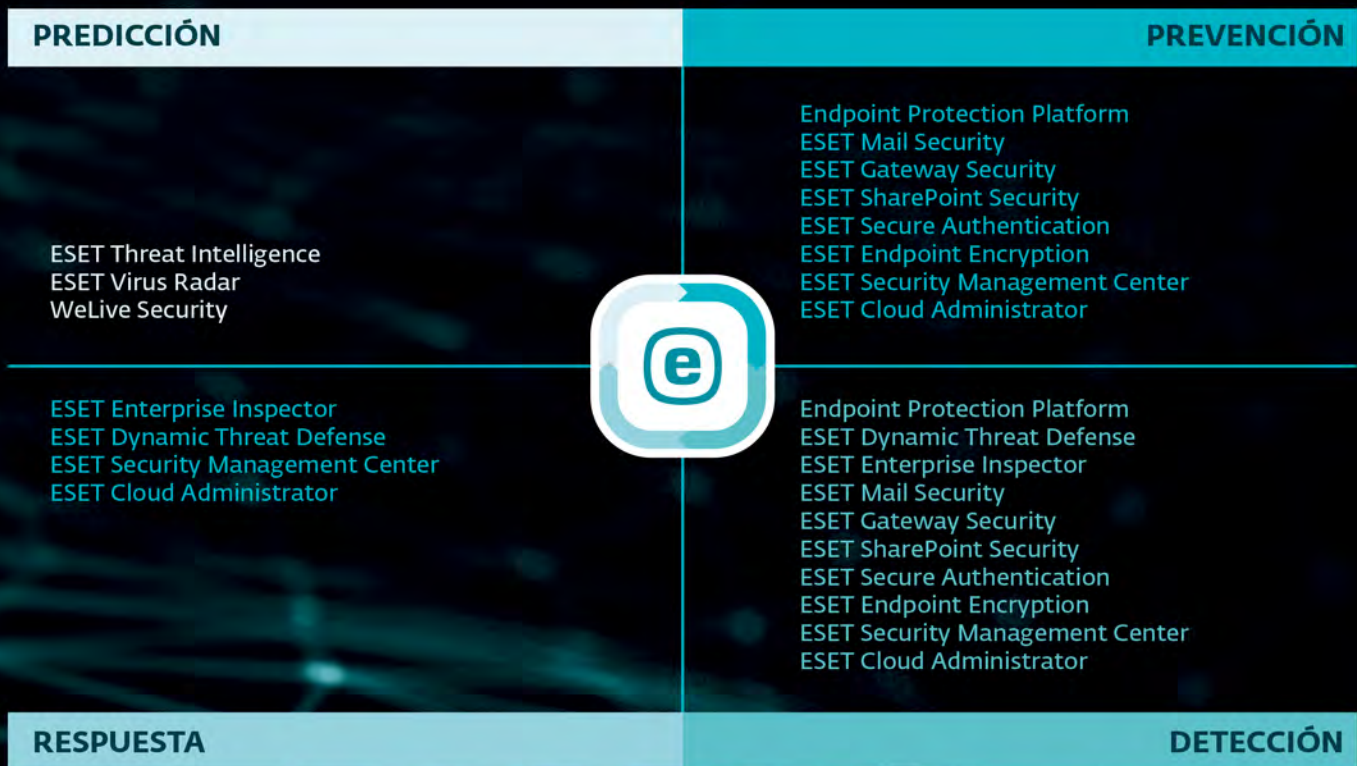 PREDICCIÓN
ESET Threat Intelligence
ESET Virus Radar
WeLive Security
PREVENCIÓN
Endpoint Protection Platform
ESET Mail Security
ESET Gateway Security
ESET SharePoint Security
ESET Secure Authentication
ESET Endpoint Encryption
ESET Security Management Center
ESET Cloud Administrator
e
ESET Enterprise Inspector
ESET Dynamic Threat Defense
ESET Security Management Center
ESET Cloud Administrator
RESPUESTA
Endpoint Protection Platform
ESET Dynamic Threat Defense
ESET Enterprise Inspector
ESET Mail Security
ESET Gateway Security
ESET SharePoint Security
ESET Secure Authentication
ESET Endpoint Encryption
ESET Security Management Center
ESET Cloud Administrator
DETECCIÓN